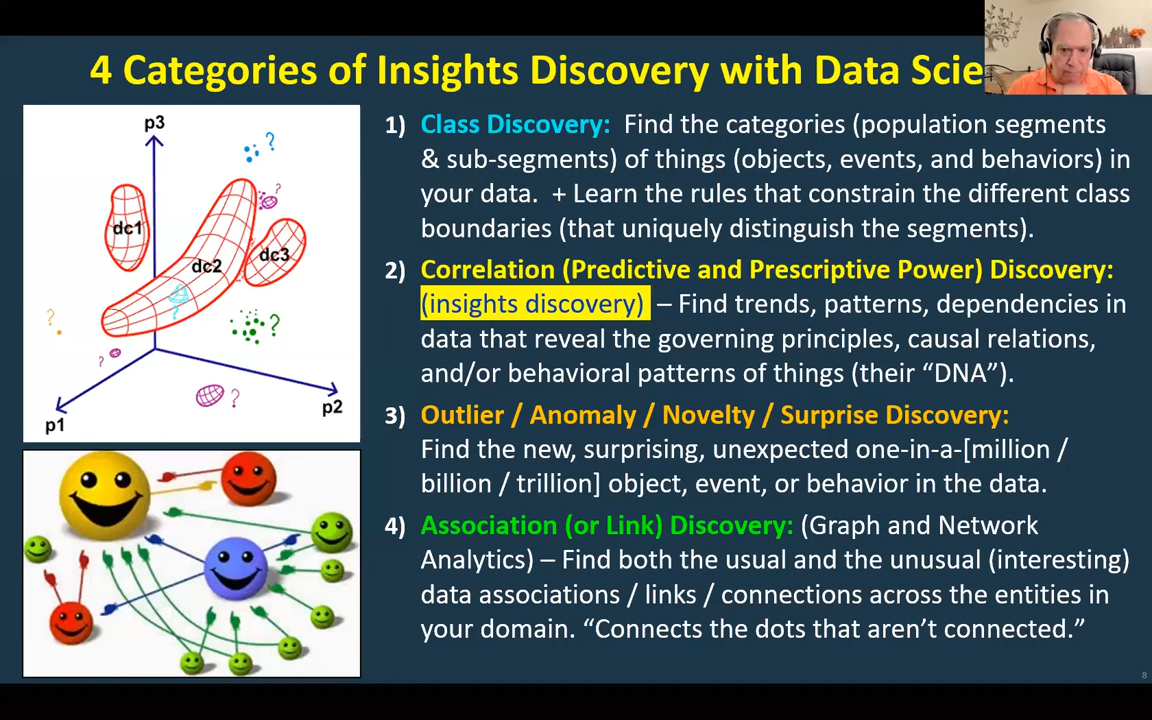 4 Categories of Insights Discovery with Data Scie
p3
?
?
dc1
dc2
dc3
?
?
?
?
?
p1
p2
1) Class Discovery: Find the categories (population segments
& sub-segments) of things (objects, events, and behaviors) in
your data. + Learn the rules that constrain the different class
boundaries (that uniquely distinguish the segments).
2) Correlation (Predictive and Prescriptive Power) Discovery:
(insights discovery) – Find trends, patterns, dependencies in
data that reveal the governing principles, causal relations,
and/or behavioral patterns of things (their “DNA”).
3) Outlier / Anomaly / Novelty / Surprise Discovery:
Find the new, surprising, unexpected one-in-a-[million /
billion / trillion] object, event, or behavior in the data.
4) Association (or Link) Discovery: (Graph and Network
Analytics) – Find both the usual and the unusual (interesting)
data associations / links / connections across the entities in
your domain. “Connects the dots that aren’t connected.”
8